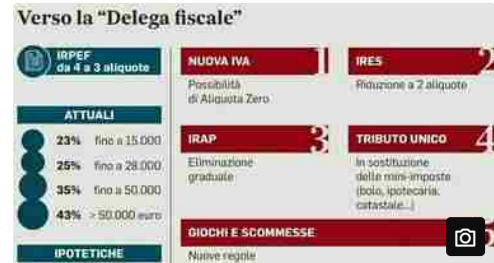 Verso la “Delega fiscale”
IRPEF
da 4 a 3 aliquote
ATTUALI
23% fino a 15.000
25% fino a 28.000
35% fino a 50.000
43% > 50.000 euro
IPOTETICHE
NUOVA IVA 1
Possibilità
di Aliquota Zero
IRES 2
Riduzione a 2 aliquote
IRAP 3
Eliminazione
graduale
TRIBUTO UNICO 4
In sostituzione
delle mini-imposte
(bolo, ipotecaria,
catastale...)
GIOCHI E SCOMMESSE
Nuove regole